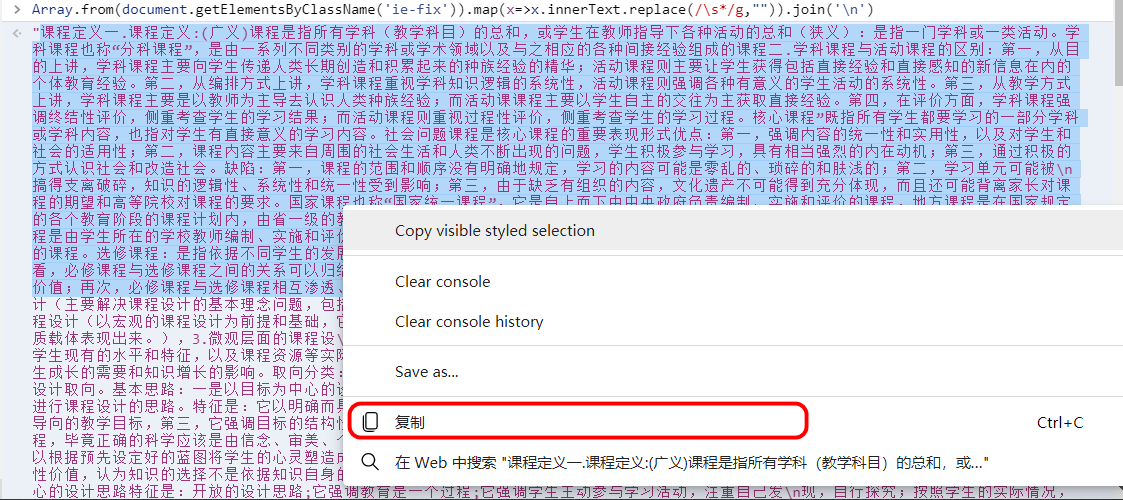 Array.from(document.getElementsByClassName('ie-fix')).map(x=>x.innerText.replace(/\s*/g,"")).join('\n')
"课程定义一.课程定义:(广义)课程是指所有学科（教学科目）的总和，或学生在教师指导下各种活动的总和（狭义）：是指一门学科或一类活动。学
科课程也称“分科课程”，是由一系列不同类别的学科或学术领域以及与之相应的各种间接经验组成的课程二.学科课程与活动课程的区别：第一，从目
的上讲，学科课程主要向学生传递人类长期创造和积累起来的种族经验的精华；活动课程则主要让学生获得包括直接经验和直接感知的新信息在内的
个体教育经验。第二，从编排方式上讲，学科课程重视学科知识逻辑的系统性，活动课程则强调各种有意义的学生活动的系统性。第三，从教学方式
上讲，学科课程主要是以教师为主导去认识人类种族经验；而活动课课程主要以学生自主的交往为主获取直接经验。第四，在评价方面，学科课程强
调终结性评价，侧重考查学生的学习结果；而活动课程则重视过程性评价，侧重考查学生的学习过程。核心课程”既指所有学生都要学习的一部分学科
或学科内容，也指对学生有直接意义的学习内容。社会问题课程是核心课程的重要表现形式优点：第一，强调内容的统一性和实用性，以及对学生和
社会的适用性；第二，课程内容主要来自周围的社会生活和人类不断出现的问题，学生积极参与学习，具有相当强烈的内在动机；第三，通过积极的
方式认识社会和改造社会。缺陷：第一，课程的范围和顺序没有明确地规定，学习的内容可能是零乱的、琐碎的和肤浅的；第二，学习单元可能被\n
搞得支离破碎，知识的逻辑性、系统性和统一性受到影响；第三，由于缺乏有组织的内容，文化遗产不可能得到充分体现，而且还可能背离家长对课
程的期望和高等院校对课程的要求。国家课程也称“国家统一课程”，它是自上而下由中央政府负责编制、实施和评价的课程。地方课程是在国家规定
的各个教育阶段的课程计划内，由省一级的教
程是由学生所在的学校教师编制、实施和评价
的课程。选修课程：是指依据不同学生的发展
看，必修课程与选修课程之间的关系可以归纳
价值；再次，必修课程与选修课程相互渗透、
计（主要解决课程设计的基本理念问题，包括
程设计（以宏观的课程设计为前提和基础，它
质载体表现出来。），3.微观层面的课程设\
学生现有的水平和特征，以及课程资源等实际
生成长的需要和知识增长的影响。取向分类：
设计取向。基本思路：一是以目标为中心的设
进行课程设计的思路。特征是：它以明确而具
导向的教学目标，第三，它强调目标的结构性
程，毕竟正确的科学应该是由信念、审美、个
以根据预先设定好的蓝图将学生的心灵塑造成
性价值，认为知识的选择不是依据知识自身的
心的设计思路特征是：开放的设计思路;它强调教育是一个过程;它强调学生主动参与学习活动，注重自己发\n现，自行探究；按照学生的实际情况，
Copy visible styled selection
Clear console
Clear console history
Save as...
复制 Ctrl+C
在 Web 中搜索 "课程定义一.课程定义:(广义)课程是指所有学科（教学科目）的总和，或..."